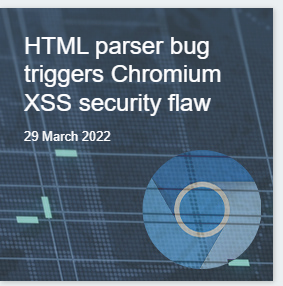 HTML parser bug
triggers Chromium
XSS security flaw
29 March 2022